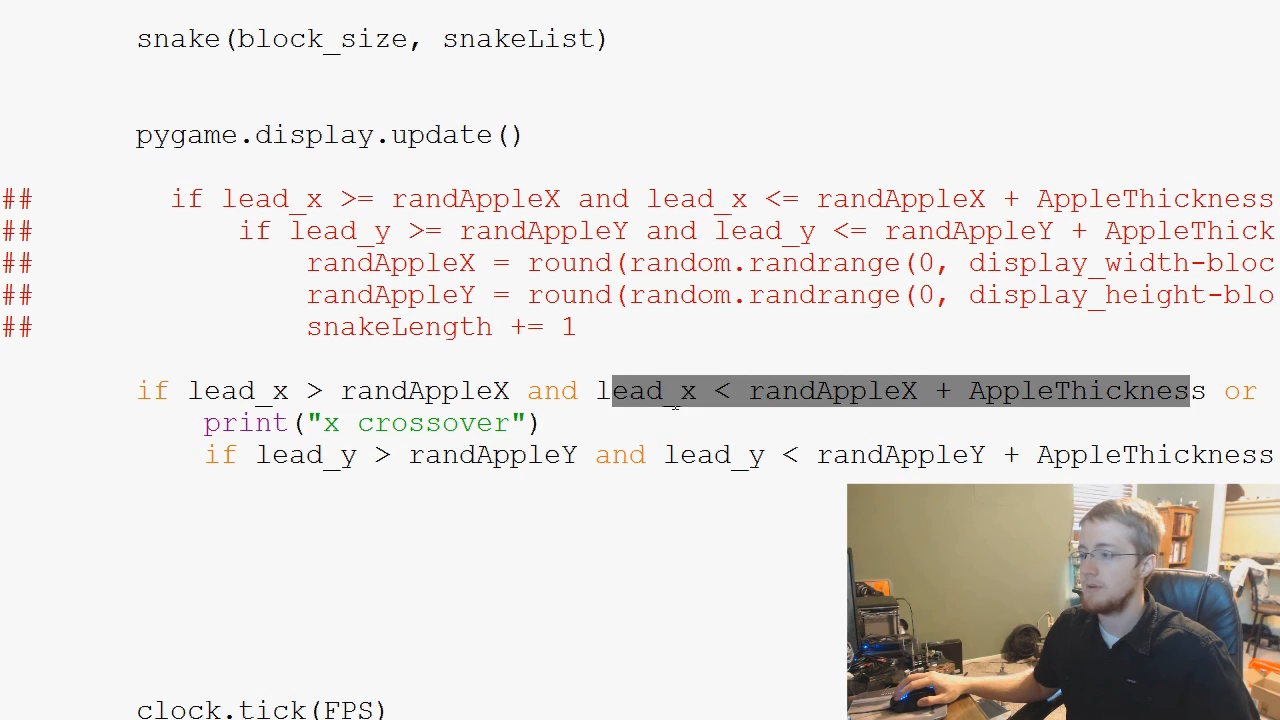 snake(block_size, snakeList)
pygame.display.update()
## if lead_x >= randAppleX and lead_x <= randAppleX + AppleThickness
## if lead_y >= randAppleY and lead_y <= randAppleY + AppleThick
## randAppleX = round(random.randrange(0, display_width-bloc
## randAppleY = round(random.randrange(0, display_height-blo
## snakeLength += 1
if lead_x > randAppleX and lead_x < randAppleX + AppleThickness or
print("x crossover")
if lead_y > randAppleY and lead_y < randAppleY + AppleThickness
clock.tick(FPS)